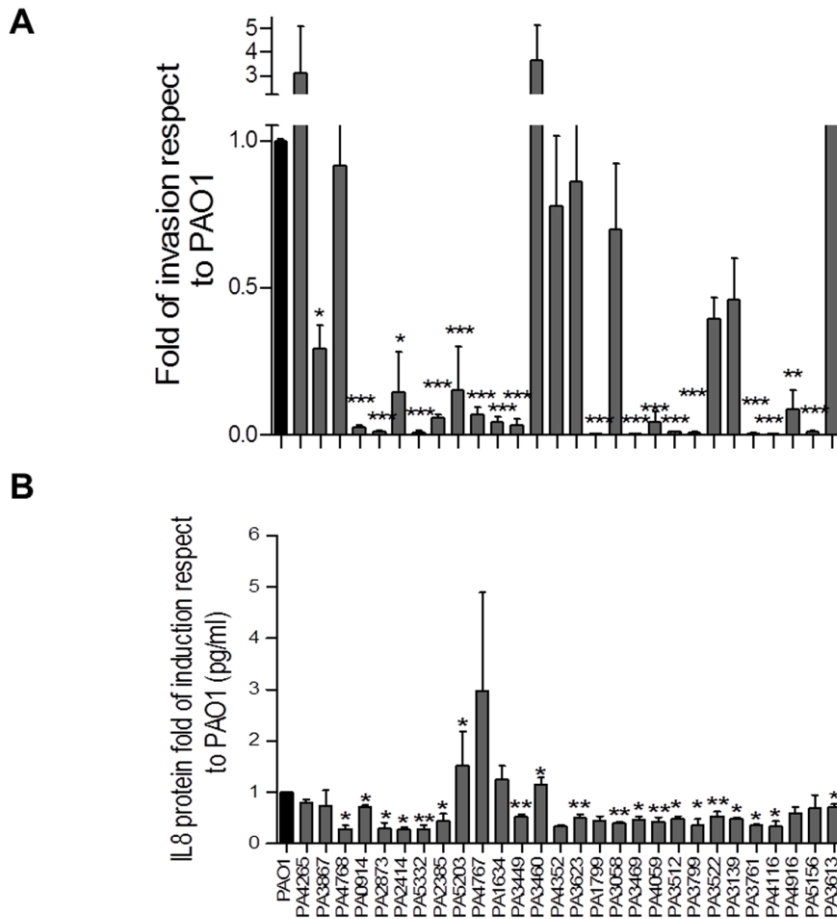 A
Fold of invasion respect
to PAO1
5
4
3
1.0
0.5
0.0
*
***
***
*
***
***
***
***
***
***
***
***
***
***
***
***
***
**
***
B
IL8 protein fold of induction respect
to PAO1 (pg/ml)
6
5
4
3
2
1
0
*
*
*
*
**
*
*
**
*
**
**
*
**
*
*
**
*
*
*
*
PAO1
PA4265
PA3867
PA4768
PA0914
PA2873
PA2414
PA5332
PA2385
PA5203
PA4767
PA1634
PA3449
PA3460
PA4352
PA3623
PA1799
PA3058
PA3469
PA4059
PA3512
PA3799
PA3522
PA3139
PA3761
PA4116
PA4916
PA5156
PA3613